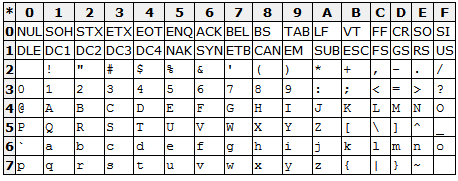 * 0 1 2 3 4 5 6 7 8 9 A B C D E F
0 NUL SOH STX ETX EOT ENQ ACK BEL BS TAB LF VT FF CR SO SI
1 DLE DC1 DC2 DC3 DC4 NAK SYN ETB CAN EM SUB ESC FS GS RS US
2 ! " # $ % & ' ( ) * + , - . /
3 0 1 2 3 4 5 6 7 8 9 : ; < = > ?
4 @ A B C D E F G H I J K L M N O
5 P Q R S T U V W X Y Z [ \ ] ^ _
6 ` a b c d e f g h i j k l m n o
7 p q r s t u v w x y z { | } ~